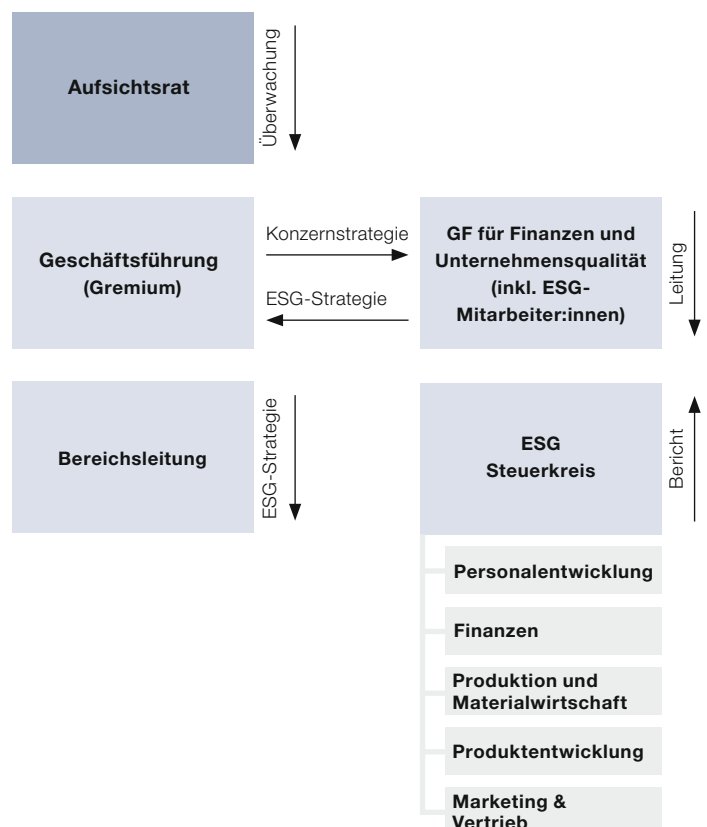 Aufsichtsrat
Überwachung
Geschäftsführung
(Gremium)
Konzernstrategie
ESG-Strategie
GF für Finanzen und
Unternehmensqualität
(inkl. ESG-
Mitarbeiter:innen)
Leitung
Bereichsleitung
ESG-Strategie
ESG
Steuerkreis
Bericht
Personalentwicklung
Finanzen
Produktion und
Materialwirtschaft
Produktentwicklung
Marketing &
Vertrieb